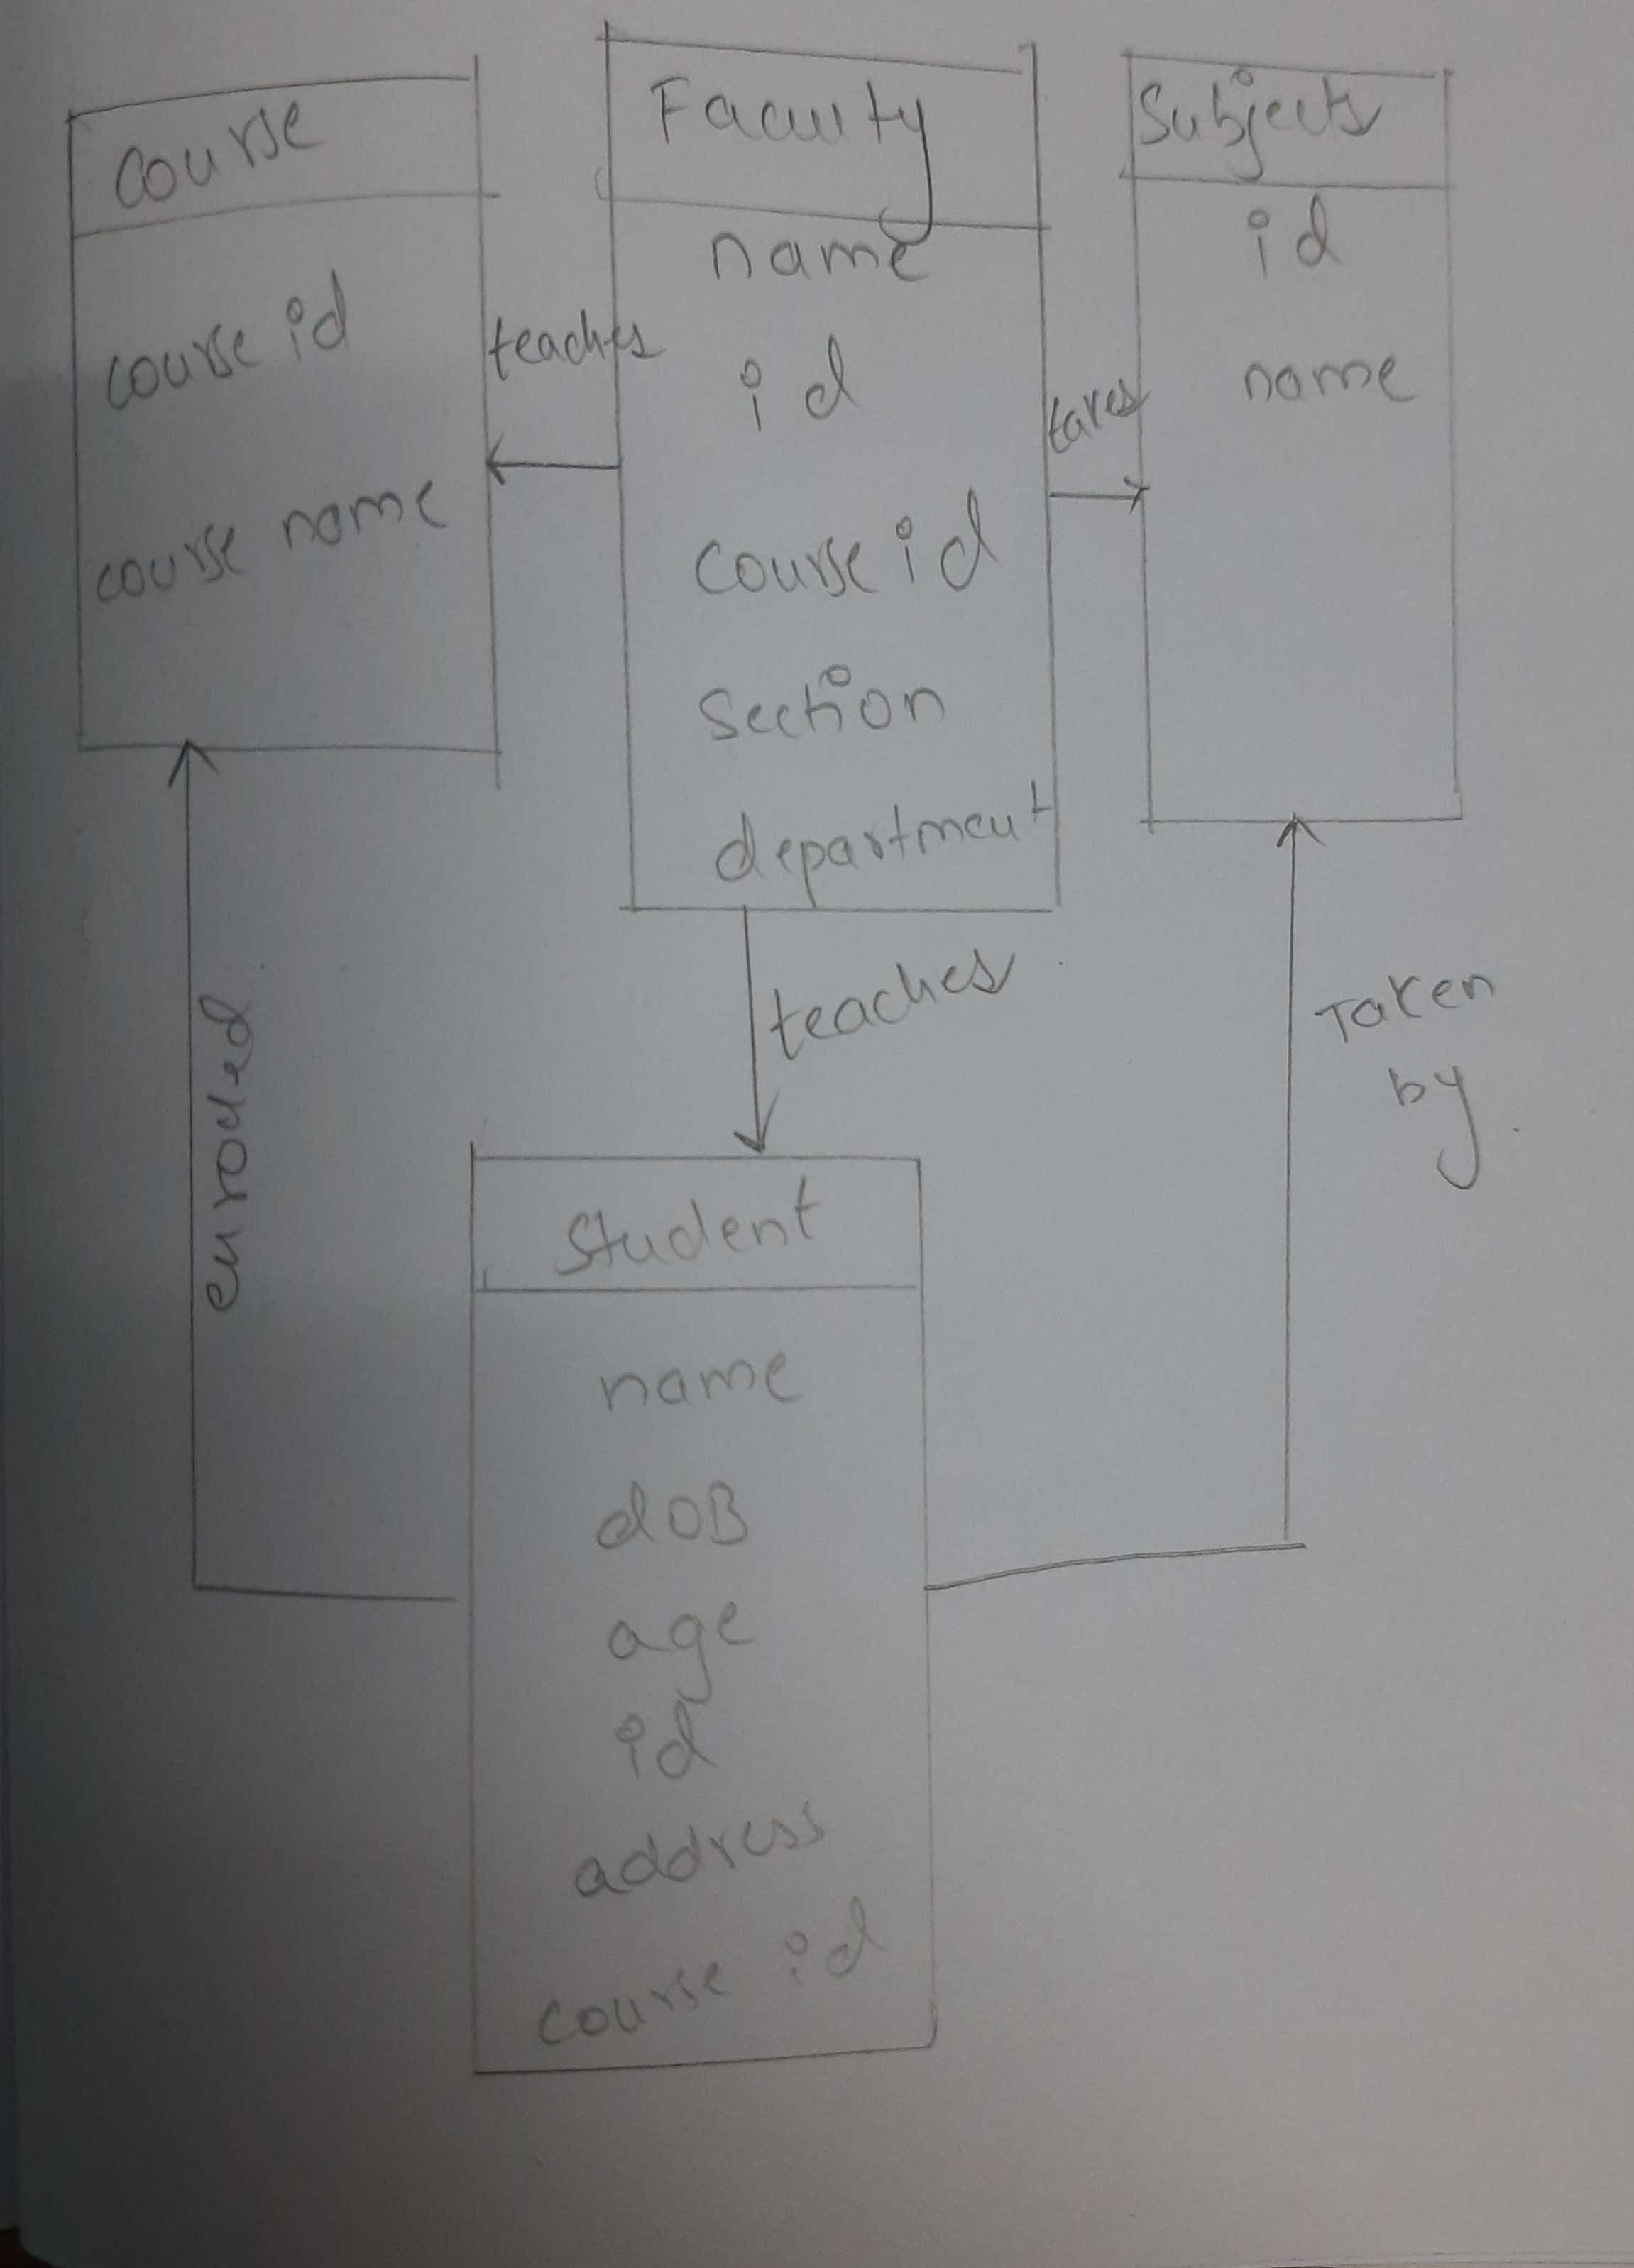 course
course id
course name
teaches
Faculty
name
id
course id
section
department
takes
Subjects
id
name
enrolled
teaches
Taken
by
Student
name
dOB
age
id
address
course id